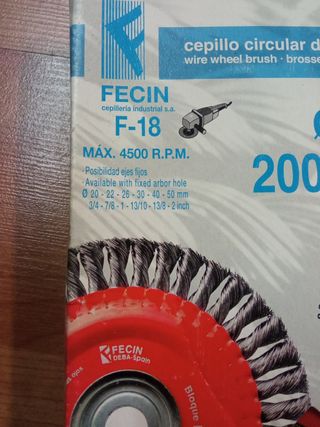 cepillo circular d
wire wheel brush · brosse
FECIN
cepillería industrial s.a.
F-18
Ø
200
MÁX. 4500 R.P.M.
·Posibilidad ejes fijos
·Available with fixed arbor hole
Ø 20 - 22 - 26 - 30 - 40 - 50 mm
3/4 - 7/8 - 1 - 13/10 - 13/8 - 2 inch
FECIN
DEBA-Spain
ojos
Bloque